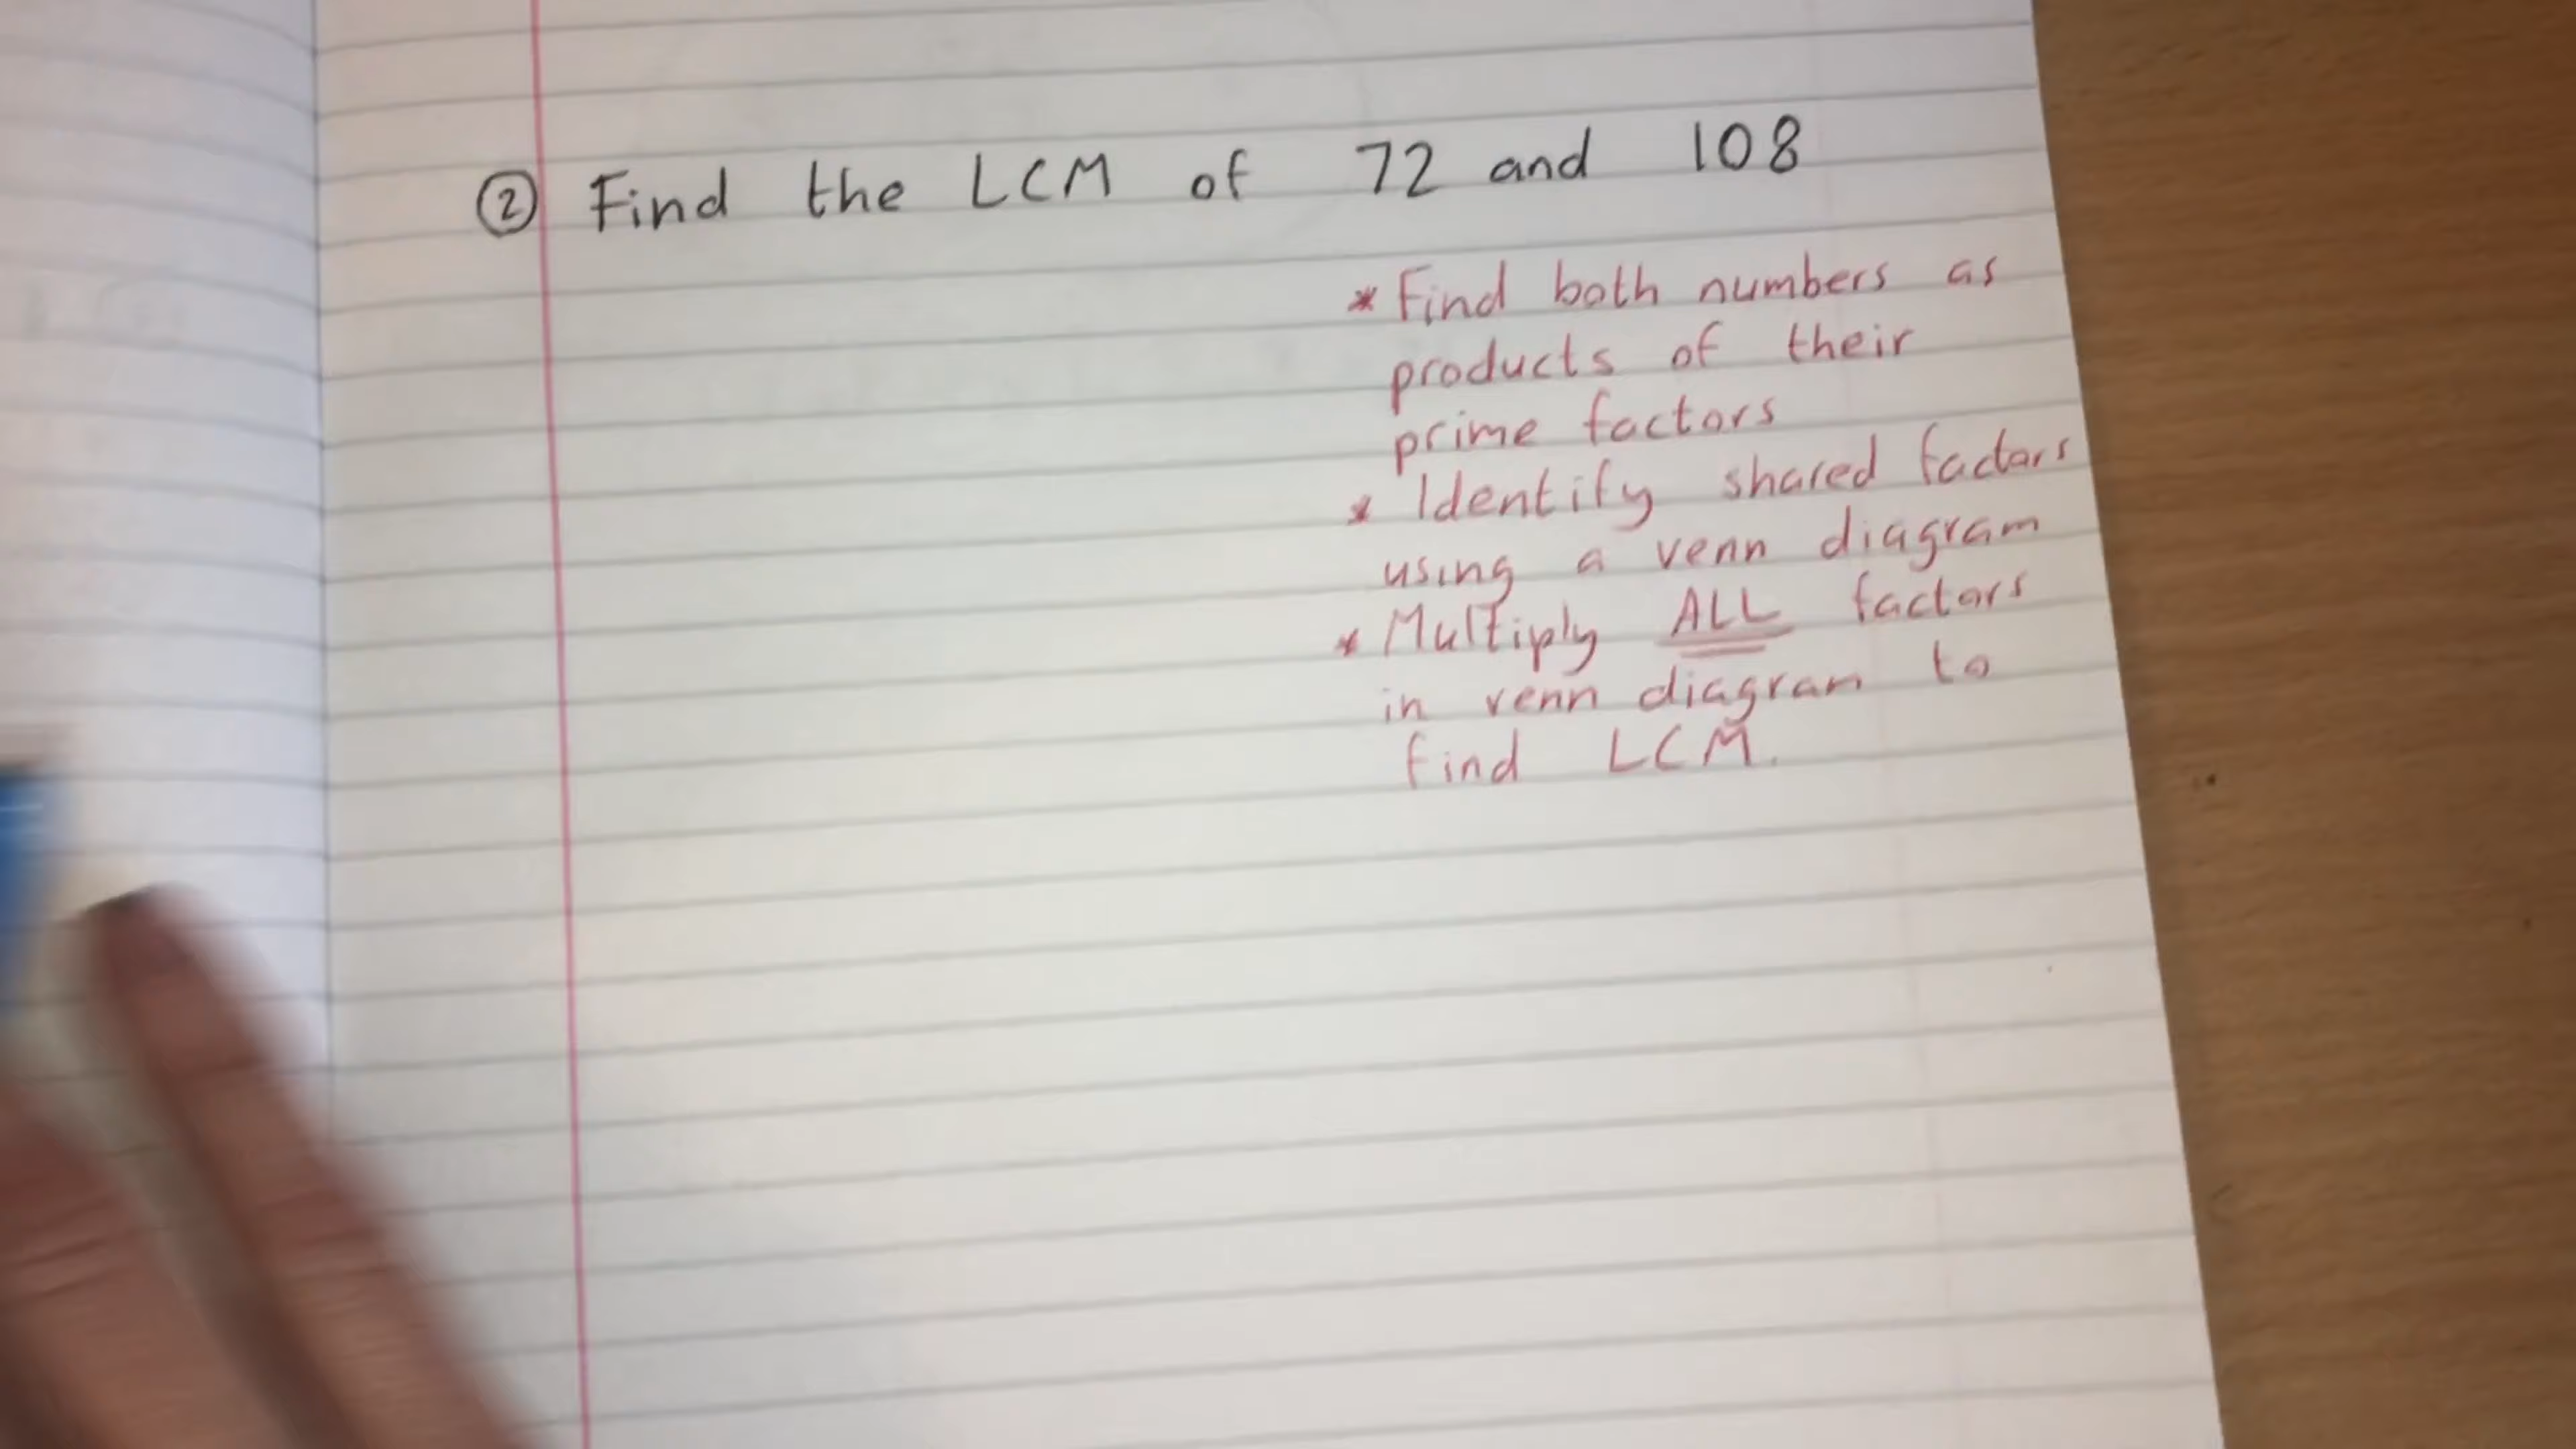 ② Find the LCM of 72 and 108
* Find both numbers as
products of their
prime factors
* Identify shared factors
using a venn diagram
* Multiply ALL factors
in venn diagram to
find LCM.